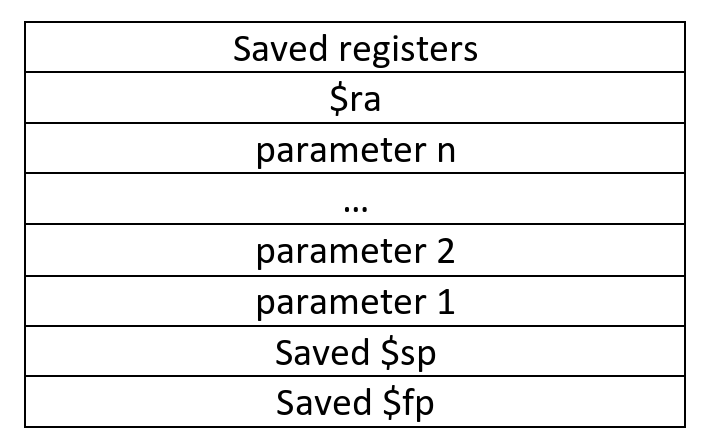 Saved registers
$ra
parameter n
...
parameter 2
parameter 1
Saved $sp
Saved $fp